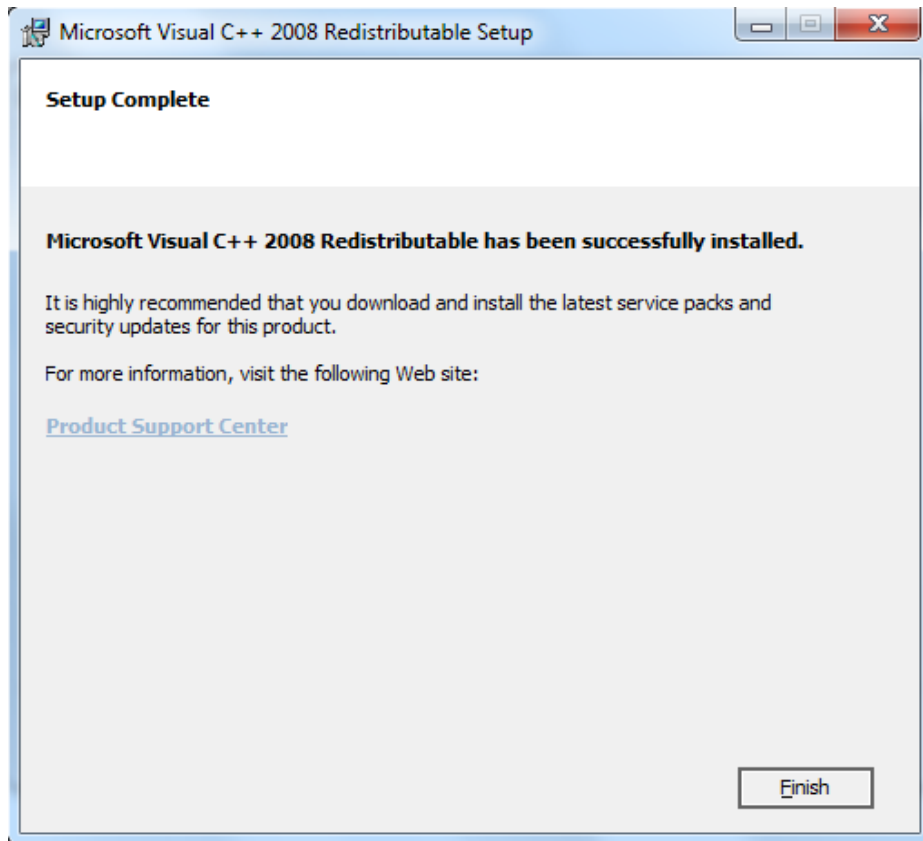 Microsoft Visual C++ 2008 Redistributable Setup
Setup Complete
Microsoft Visual C++ 2008 Redistributable has been successfully installed.
It is highly recommended that you download and install the latest service packs and
security updates for this product.
For more information, visit the following Web site:
Product Support Center
Finish